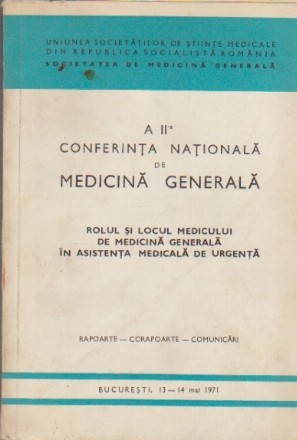 UNIUNEA SOCIETĂȚILOR DE ȘTIINȚE MEDICALE
DIN REPUBLICA SOCIALISTĂ ROMÂNIA
SOCIETATEA DE MEDICINĂ GENERALĂ
A II-a
CONFERINȚA NAȚIONALĂ
DE
MEDICINĂ GENERALĂ
ROLUL ȘI LOCUL MEDICULUI
DE MEDICINĂ GENERALĂ
ÎN ASISTENȚA MEDICALĂ DE URGENȚĂ
RAPOARTE — CORAPOARTE — COMUNICĂRI
BUCUREȘTI, 13—14 mai 1971